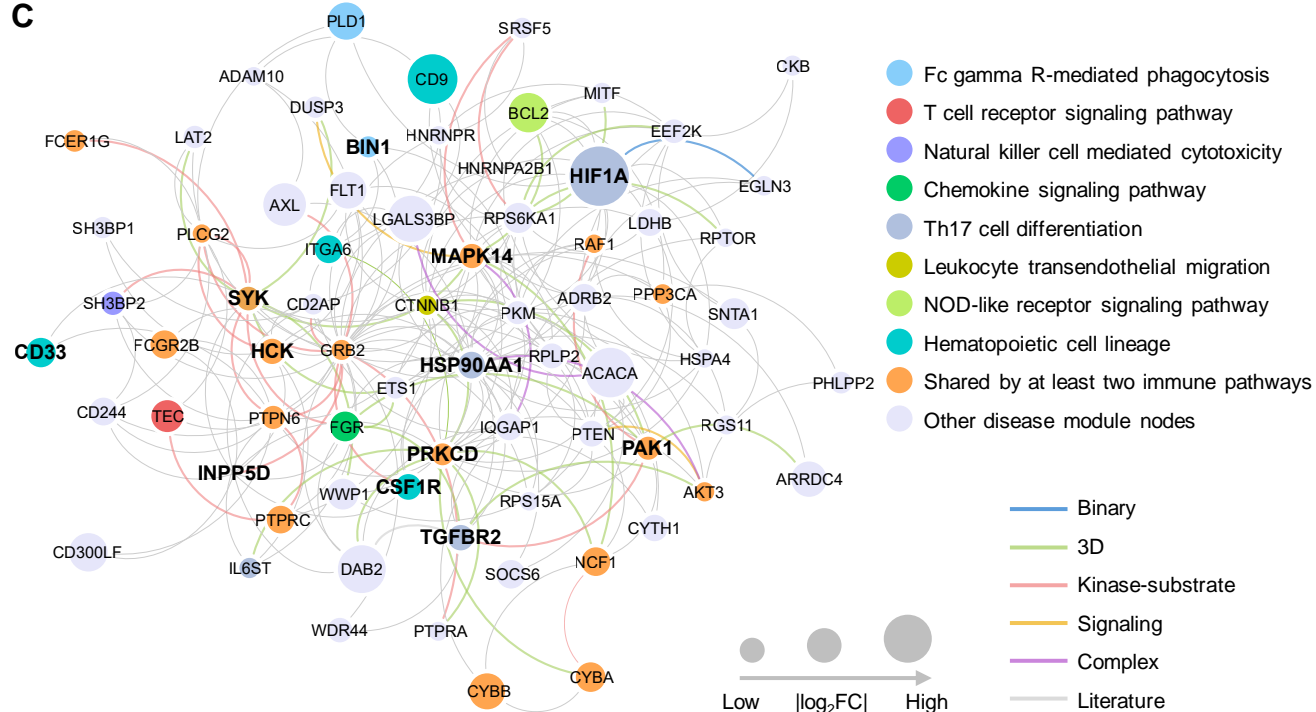 C
PLD1
SRSF5
CKB
ADAM10
CD9
MITF
DUSP3
BCL2
FCER1G
LAT2
HNRNPR
EEF2K
BIN1
HNRNPA2B1
HIF1A
EGLN3
FLT1
AXL
LGALS3BP
RPS6KA1
LDHB
SH3BP1
PLCG2
ITGA6
RAF1
RPTOR
MAPK14
SYK
CD2AP
CTNNB1
ADRB2
PPP3CA
SH3BP2
PKM
SNTA1
CD33
FCGR2B
HCK
GRB2
HSP90AA1
RPLP2
ACACA
HSPA4
PHLPP2
ETS1
CD244
TEC
PTPN6
FGR
IQGAP1
PTEN
RGS11
PRKCD
PAK1
INPP5D
CSF1R
ARRDC4
WWP1
RPS15A
AKT3
PTPRC
TGFBR2
CYTH1
CD300LF
IL6ST
DAB2
SOCS6
NCF1
WDR44
PTPRA
CYBB
CYBA
Fc gamma R-mediated phagocytosis
T cell receptor signaling pathway
Natural killer cell mediated cytotoxicity
Chemokine signaling pathway
Th17 cell differentiation
Leukocyte transendothelial migration
NOD-like receptor signaling pathway
Hematopoietic cell lineage
Shared by at least two immune pathways
Other disease module nodes
Binary
3D
Kinase-substrate
Signaling
Complex
Literature
Low |log₂FC| High